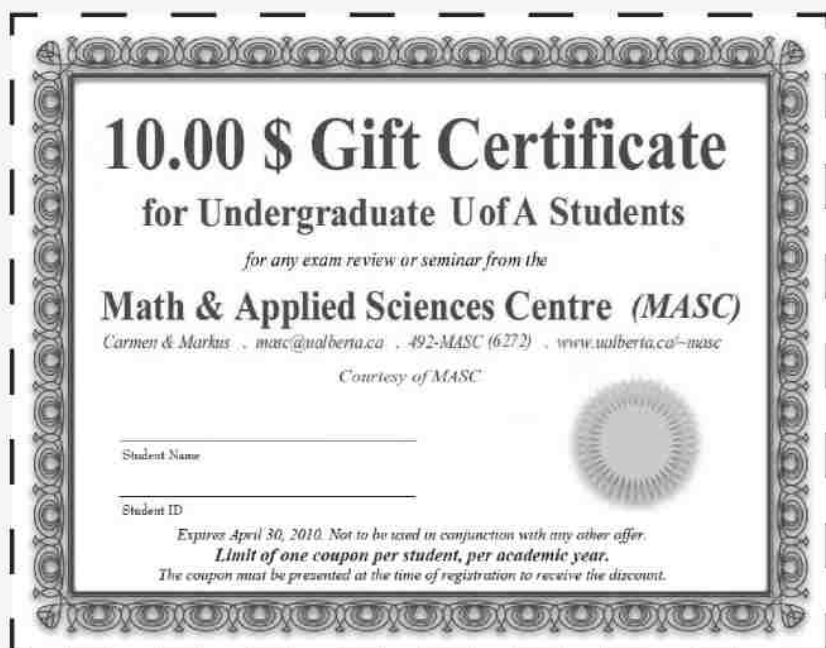 10.00 $ Gift Certificate
for Undergraduate U of A Students
for any exam review or seminar from the
Math & Applied Sciences Centre (MASC)
Carmen & Markus . masc@ualberta.ca . 492-MASC (6272) . www.ualberta.ca/~masc
Courtesy of MASC
Student Name
Student ID
Expires April 30, 2010. Not to be used in conjunction with any other offer.
Limit of one coupon per student, per academic year.
The coupon must be presented at the time of registration to receive the discount.